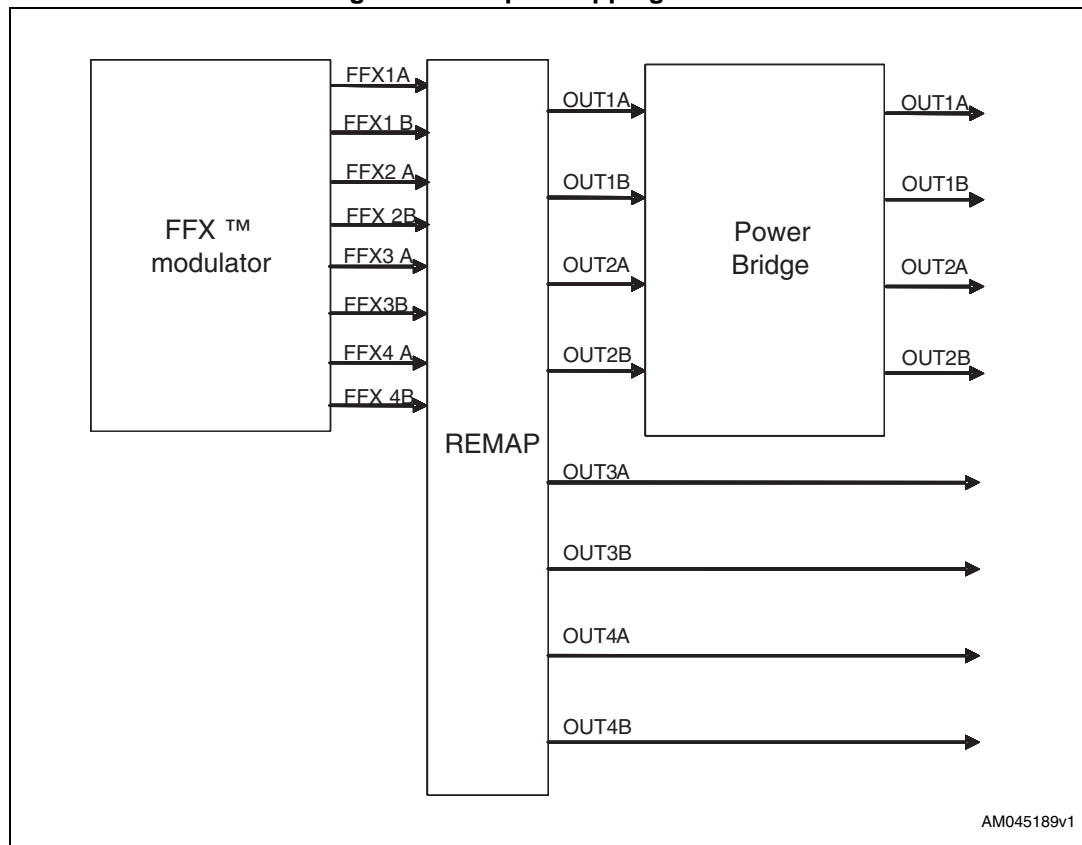 FFX ™
modulator
FFX1A
FFX1 B
FFX2 A
FFX 2B
FFX3 A
FFX3B
FFX4 A
FFX 4B
REMAP
OUT1A
OUT1B
OUT2A
OUT2B
OUT3A
OUT3B
OUT4A
OUT4B
Power
Bridge
OUT1A
OUT1B
OUT2A
OUT2B
AM045189v1